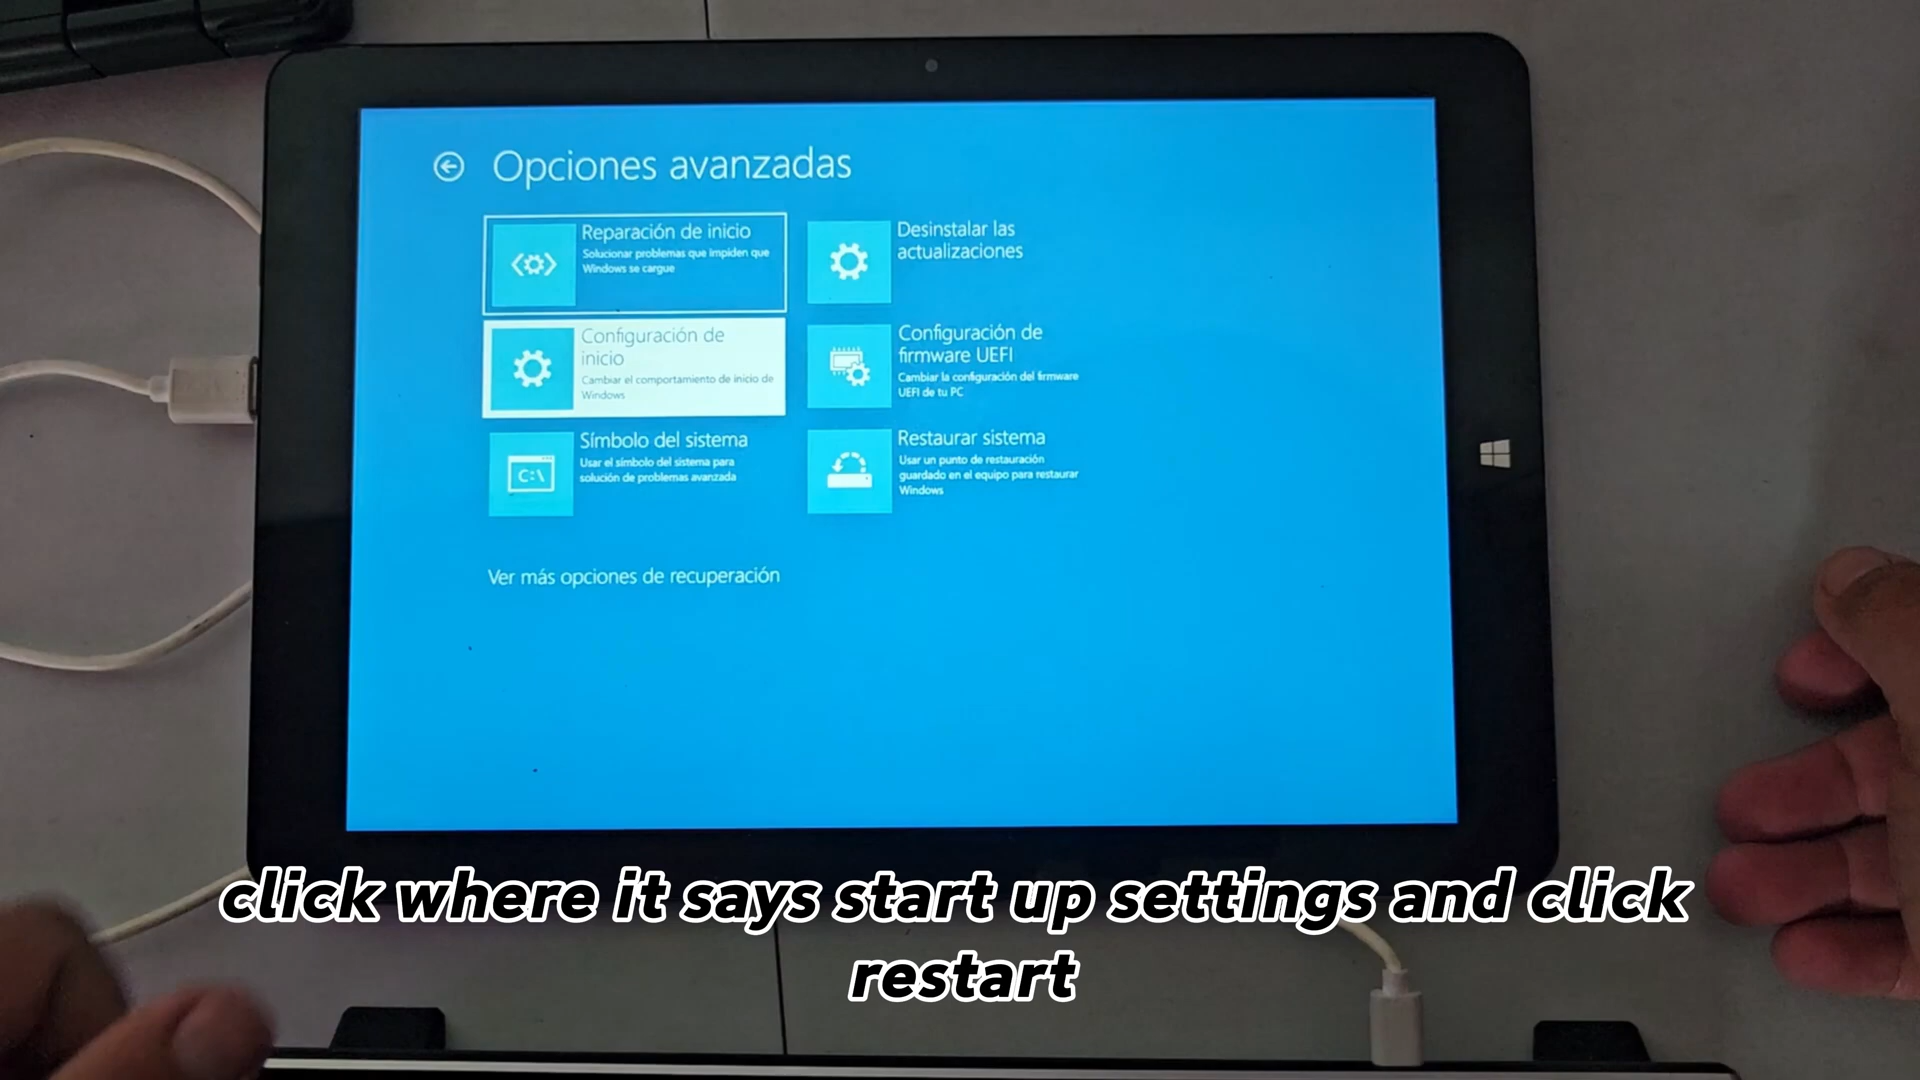 Opciones avanzadas
Reparación de inicio
Solucionar problemas que impiden que
Windows se cargue
Desinstalar las
actualizaciones
Configuración de
inicio
Cambiar el comportamiento de inicio de
Windows
Configuración de
firmware UEFI
Cambiar la configuración del firmware
UEFI de tu PC
Símbolo del sistema
Usar el símbolo del sistema para
solución de problemas avanzada
C:\
Restaurar sistema
Usar un punto de restauración
guardado en el equipo para restaurar
Windows
Ver más opciones de recuperación
click where it says start up settings and click
restart